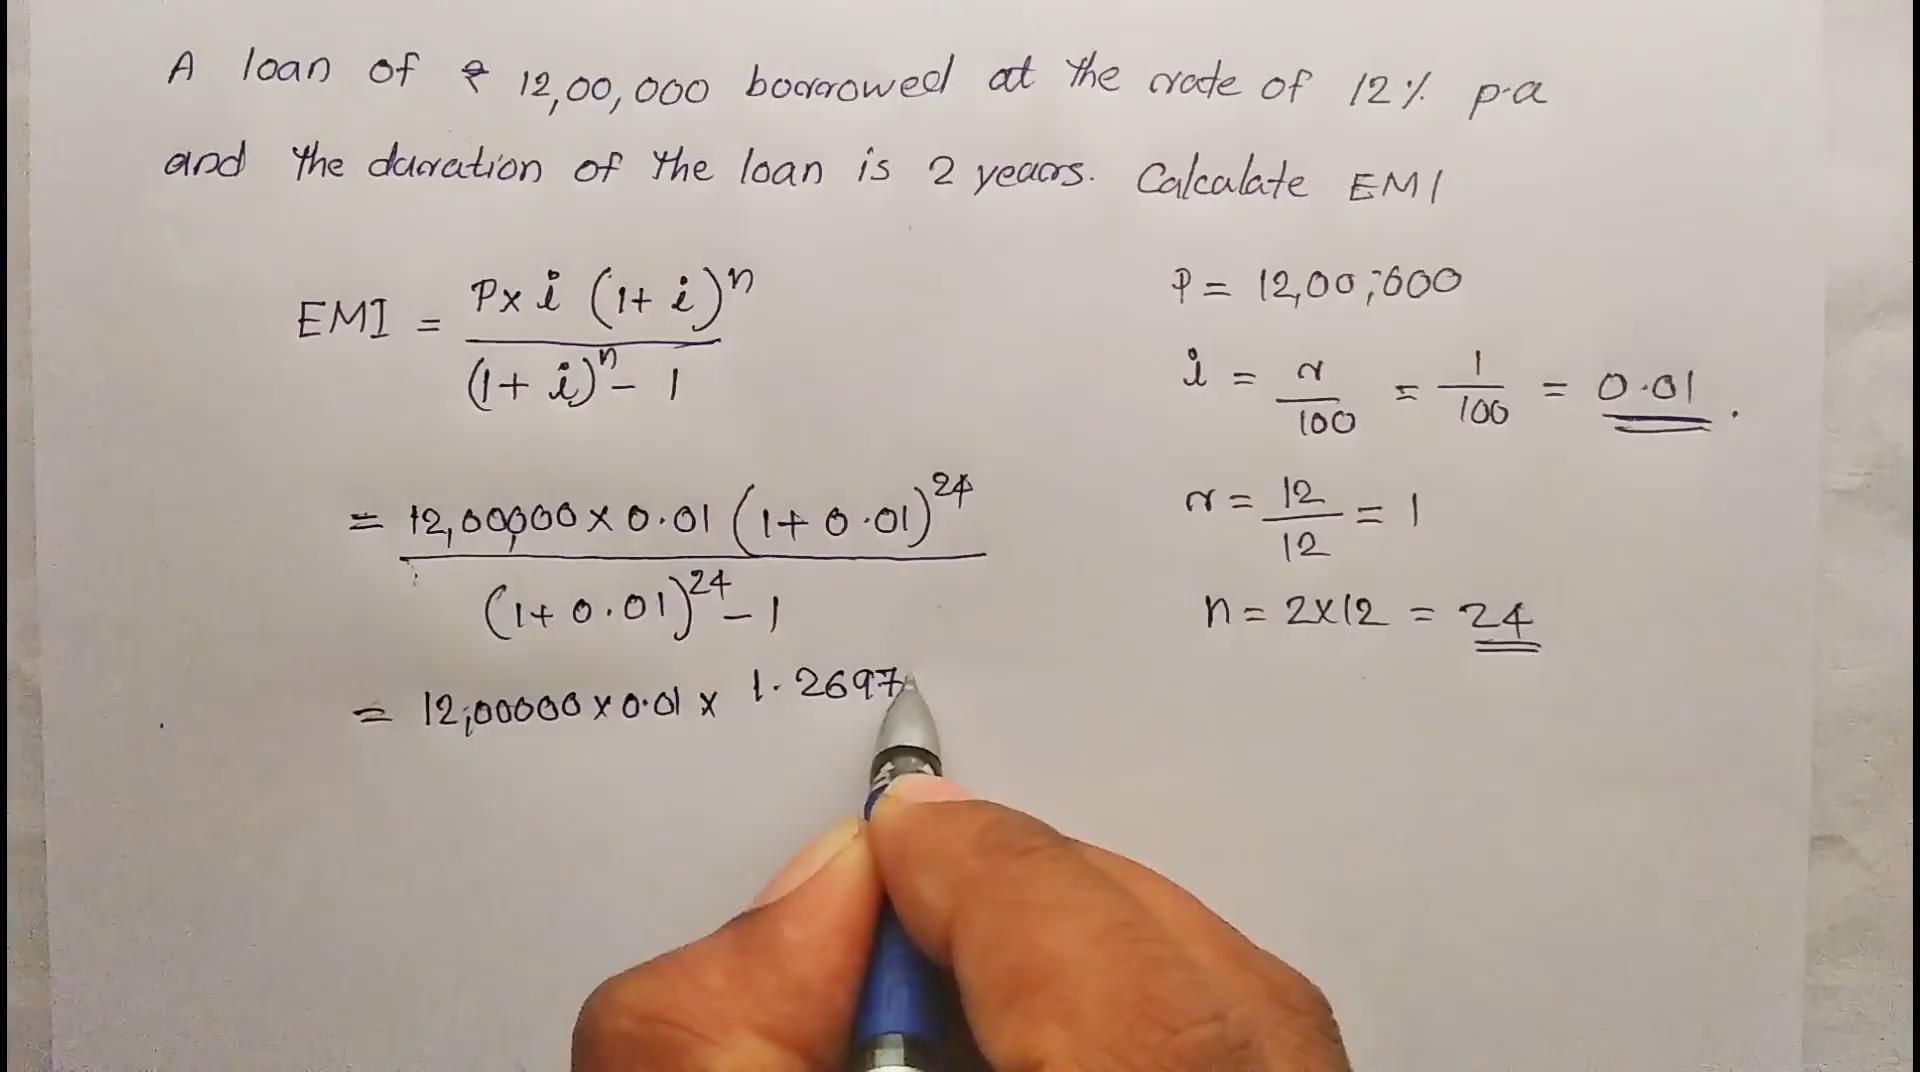 A loan of ₹ 12,00,000 borrowed at the rate of 12% p.a
and the duration of the loan is 2 years. Calculate EMI
EMI = P x i (1 + i)^n / (1 + i)^n - 1
= 12,00,000 x 0.01 (1 + 0.01)^24 / (1 + 0.01)^24 - 1
= 12,00000 x 0.01 x 1.2697
P = 12,00,000
i = r/100 = 1/100 = 0.01.
r = 12/12 = 1
n = 2x12 = 24